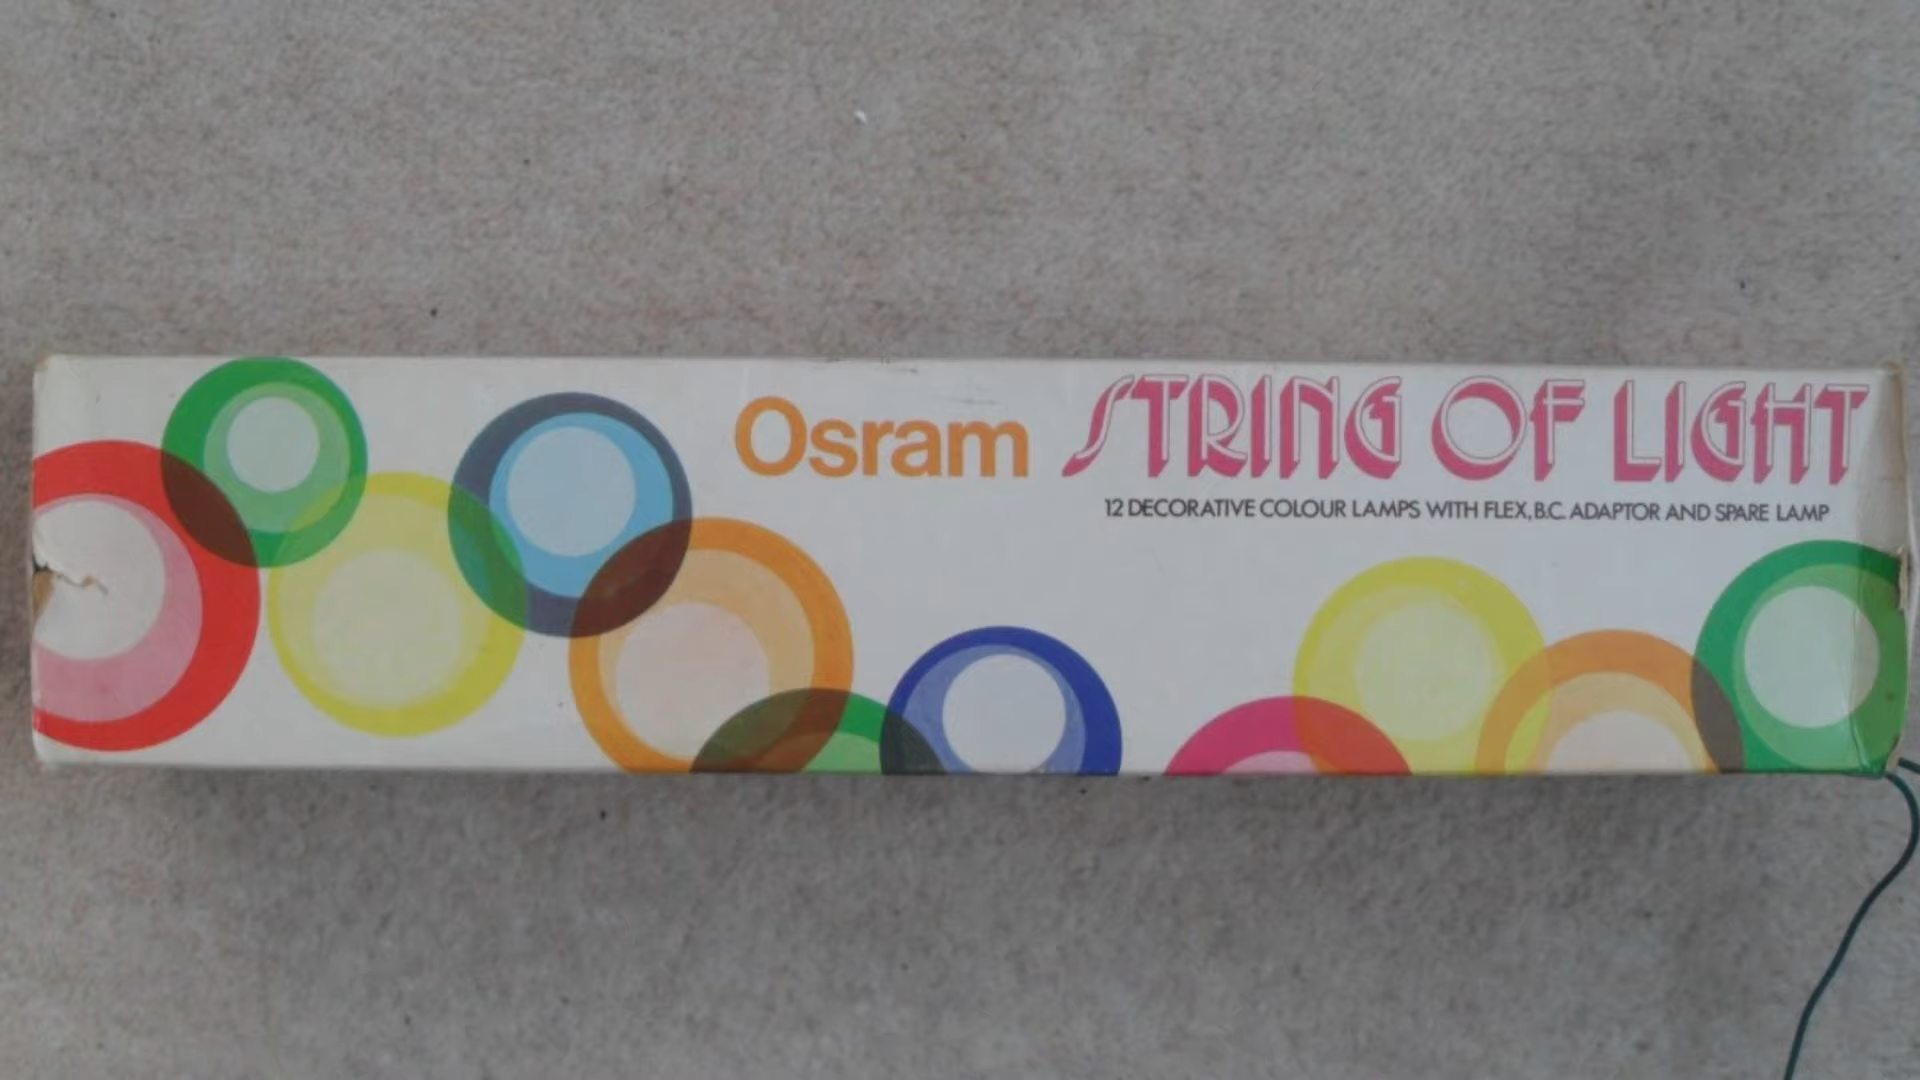 Osram STRING OF LIGHT
12 DECORATIVE COLOUR LAMPS WITH FLEX, B.C. ADAPTOR AND SPARE LAMP